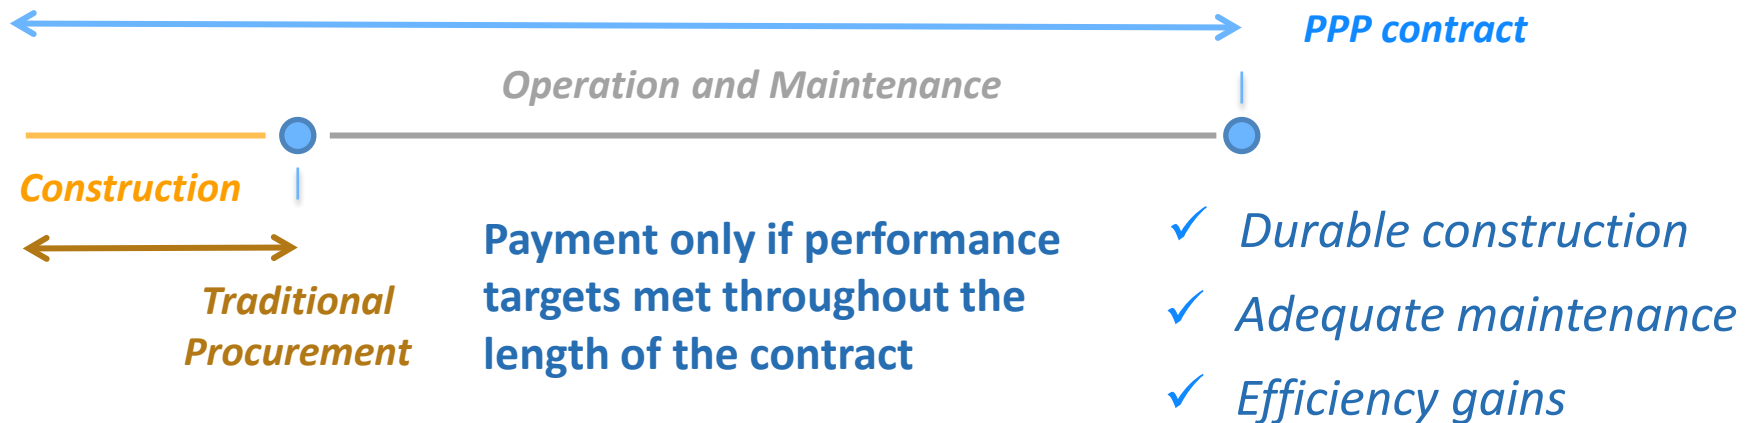 PPP contract
Operation and Maintenance
Construction
Traditional
Procurement
Payment only if performance
targets met throughout the
length of the contract
✓ Durable construction
✓ Adequate maintenance
✓ Efficiency gains